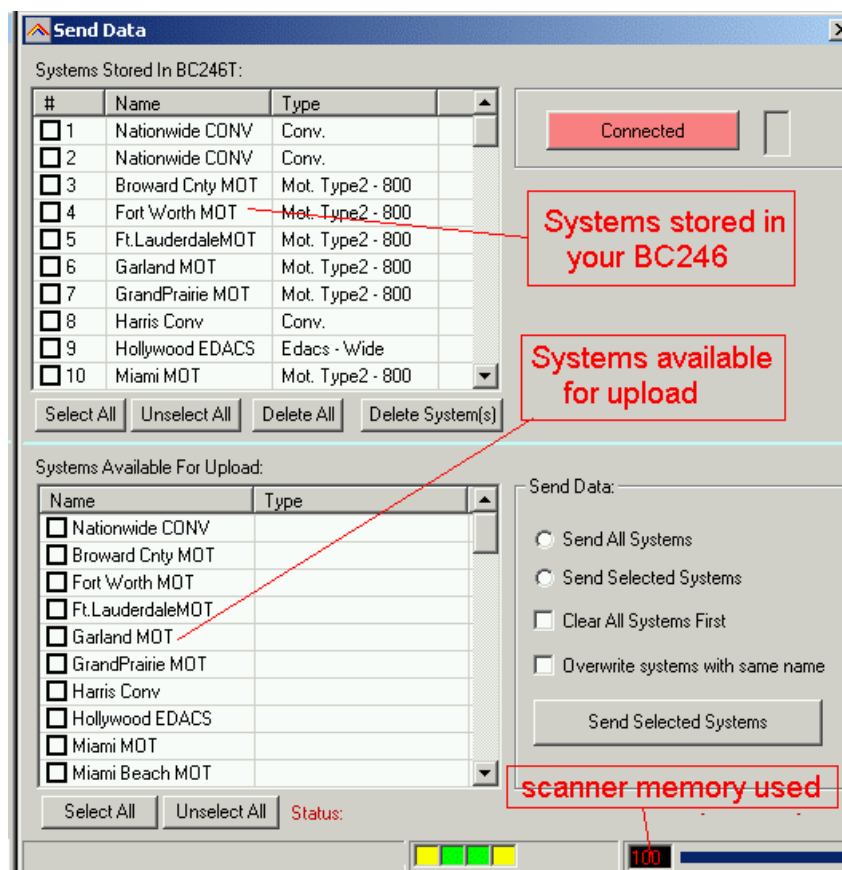 Send Data
Systems Stored In BC246T:
# Name Type
1 Nationwide CONV Conv.
2 Nationwide CONV Conv.
3 Broward Cnty MOT Mot. Type2 - 800
4 Fort Worth MOT Mot. Type2 - 800
5 Ft.LauderdaleMOT Mot. Type2 - 800
6 Garland MOT Mot. Type2 - 800
7 GrandPrairie MOT Mot. Type2 - 800
8 Harris Conv Conv.
9 Hollywood EDACS Edacs - Wide
10 Miami MOT Mot. Type2 - 800
Select All Unselect All Delete All Delete System(s)
Connected
Systems stored in
your BC246
Systems available
for upload
Systems Available For Upload:
Name Type
Nationwide CONV
Broward Cnty MOT
Fort Worth MOT
Ft.LauderdaleMOT
Garland MOT
GrandPrairie MOT
Harris Conv
Hollywood EDACS
Miami MOT
Miami Beach MOT
Select All Unselect All Status:
Send Data:
Send All Systems
Send Selected Systems
Clear All Systems First
Overwrite systems with same name
Send Selected Systems
scanner memory used
100